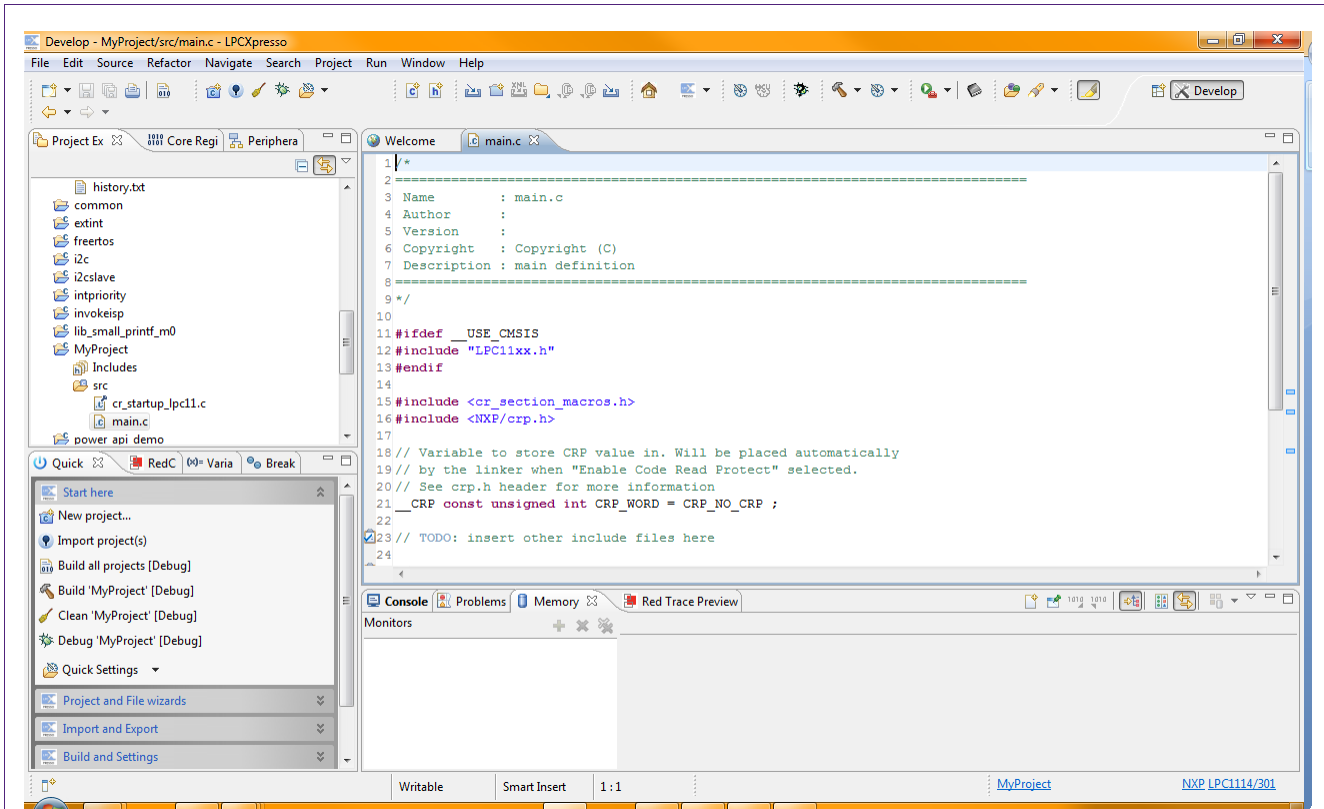 Develop - MyProject/src/main.c - LPCXpresso
File Edit Source Refactor Navigate Search Project Run Window Help
Develop
Project Ex
Core Regi
Periphera
Welcome
main.c
history.txt
common
extint
freertos
i2c
i2cslave
intpriority
invokeisp
lib_small_printf_m0
MyProject
Includes
src
cr_startup_lpc11.c
main.c
power_api_demo
1 /*
2 ===============================================================================
3 Name : main.c
4 Author :
5 Version :
6 Copyright : Copyright (C)
7 Description : main definition
8 ===============================================================================
9 */
10
11 #ifdef __USE_CMSIS
12 #include "LPC11xx.h"
13 #endif
14
15 #include <cr_section_macros.h>
16 #include <NXP/crp.h>
17
18 // Variable to store CRP value in. Will be placed automatically
19 // by the linker when "Enable Code Read Protect" selected.
20 // See crp.h header for more information
21 __CRP const unsigned int CRP_WORD = CRP_NO_CRP ;
22
23 // TODO: insert other include files here
24
Quick
RedC
(x)= Varia
Break
Start here
New project...
Import project(s)
Build all projects [Debug]
Build 'MyProject' [Debug]
Clean 'MyProject' [Debug]
Debug 'MyProject' [Debug]
Quick Settings
Project and File wizards
Import and Export
Build and Settings
Console
Problems
Memory
Red Trace Preview
Monitors
Writable
Smart Insert
1 : 1
MyProject
NXP LPC1114/301